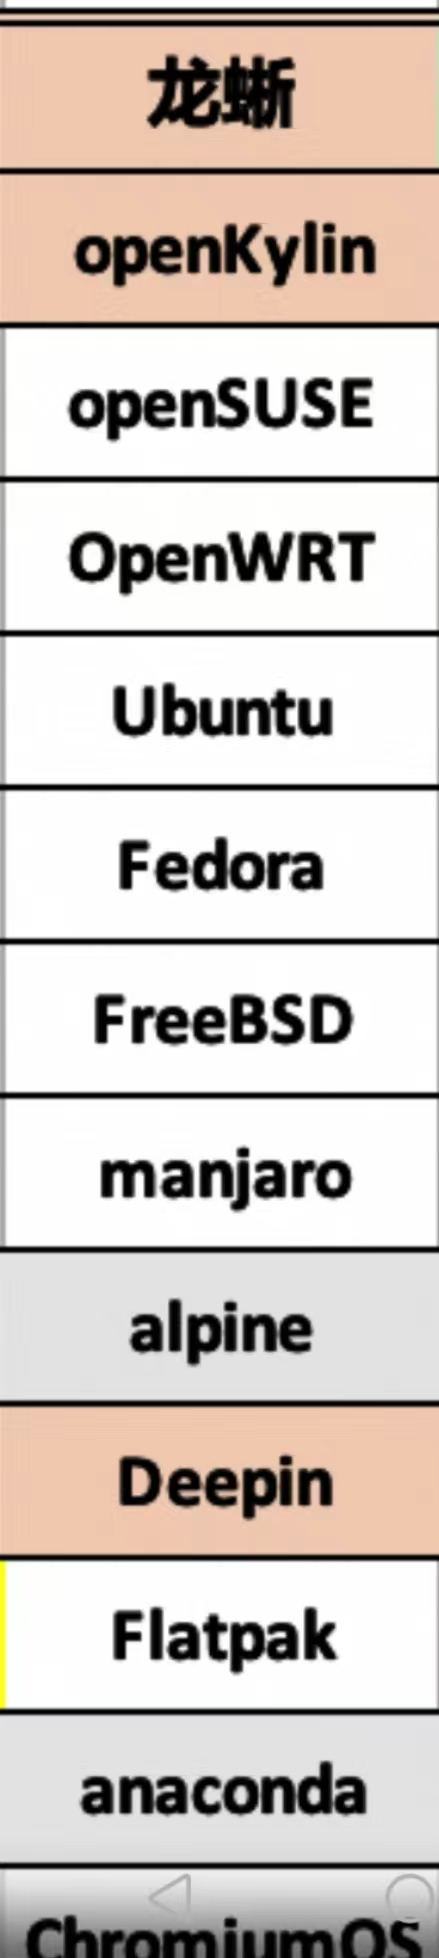 龙蜥
openKylin
openSUSE
OpenWRT
Ubuntu
Fedora
FreeBSD
manjaro
alpine
Deepin
Flatpak
anaconda
ChromiumOS